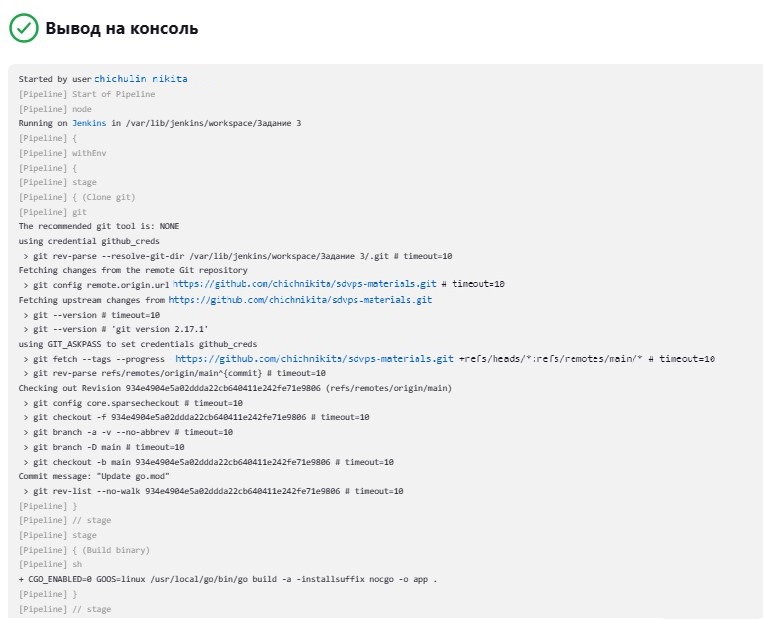 Вывод на консоль
Started by user chichulin nikita
[Pipeline] Start of Pipeline
[Pipeline] node
Running on Jenkins in /var/lib/jenkins/workspace/Задание 3
[Pipeline] {
[Pipeline] withEnv
[Pipeline] {
[Pipeline] stage
[Pipeline] { (Clone git)
[Pipeline] git
The recommended git tool is: NONE
using credential github_creds
> git rev-parse --resolve-git-dir /var/lib/jenkins/workspace/Задание 3/.git # timeout=10
Fetching changes from the remote Git repository
> git config remote.origin.url https://github.com/chichnikita/sdvps-materials.git # timeout=10
Fetching upstream changes from https://github.com/chichnikita/sdvps-materials.git
> git --version # timeout=10
> git --version # 'git version 2.17.1'
using GIT_ASKPASS to set credentials github_creds
> git fetch --tags --progress https://github.com/chichnikita/sdvps-materials.git +refs/heads/*:refs/remotes/main/* # timeout=10
> git rev-parse refs/remotes/origin/main^{commit} # timeout=10
Checking out Revision 934e4904e5a02ddda22cb640411e242fe71e9806 (refs/remotes/origin/main)
> git config core.sparsecheckout # timeout=10
> git checkout -f 934e4904e5a02ddda22cb640411e242fe71e9806 # timeout=10
> git branch -a -v --no-abbrev # timeout=10
> git branch -D main # timeout=10
> git checkout -b main 934e4904e5a02ddda22cb640411e242fe71e9806 # timeout=10
Commit message: "Update go.mod"
> git rev-list --no-walk 934e4904e5a02ddda22cb640411e242fe71e9806 # timeout=10
[Pipeline] }
[Pipeline] // stage
[Pipeline] stage
[Pipeline] { (Build binary)
[Pipeline] sh
+ CGO_ENABLED=0 GOOS=linux /usr/local/go/bin/go build -a -installsuffix nocgo -o app .
[Pipeline] }
[Pipeline] // stage